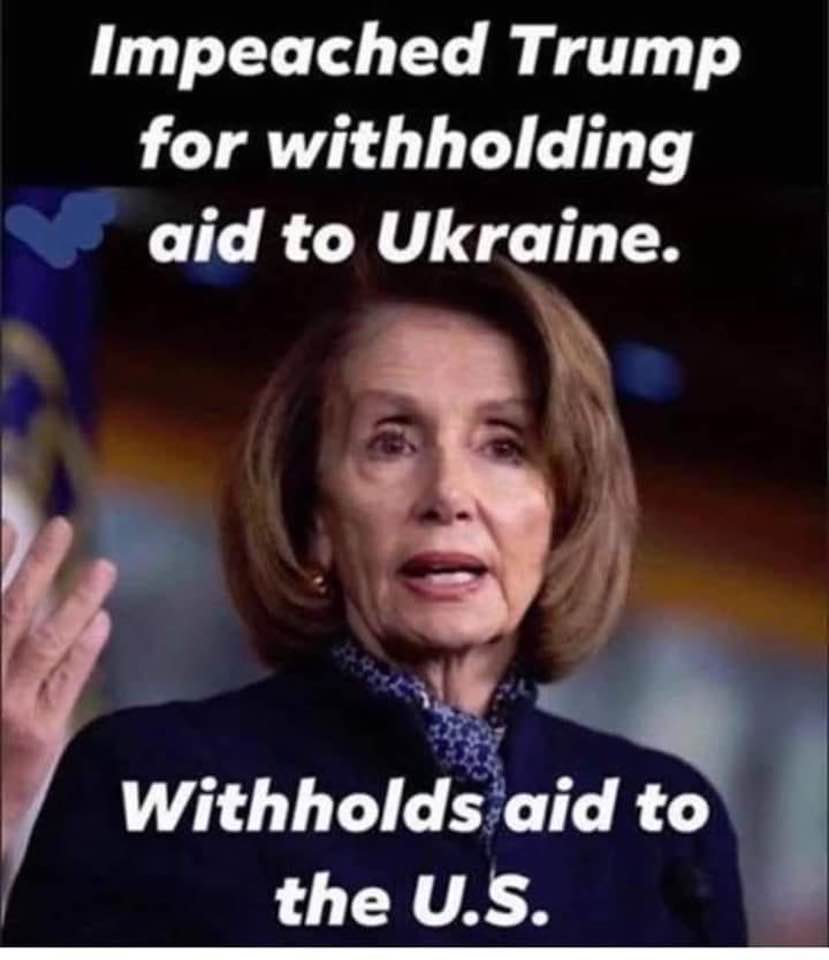 Impeached Trump
for withholding
aid to Ukraine.
Withholds aid to
the U.S.